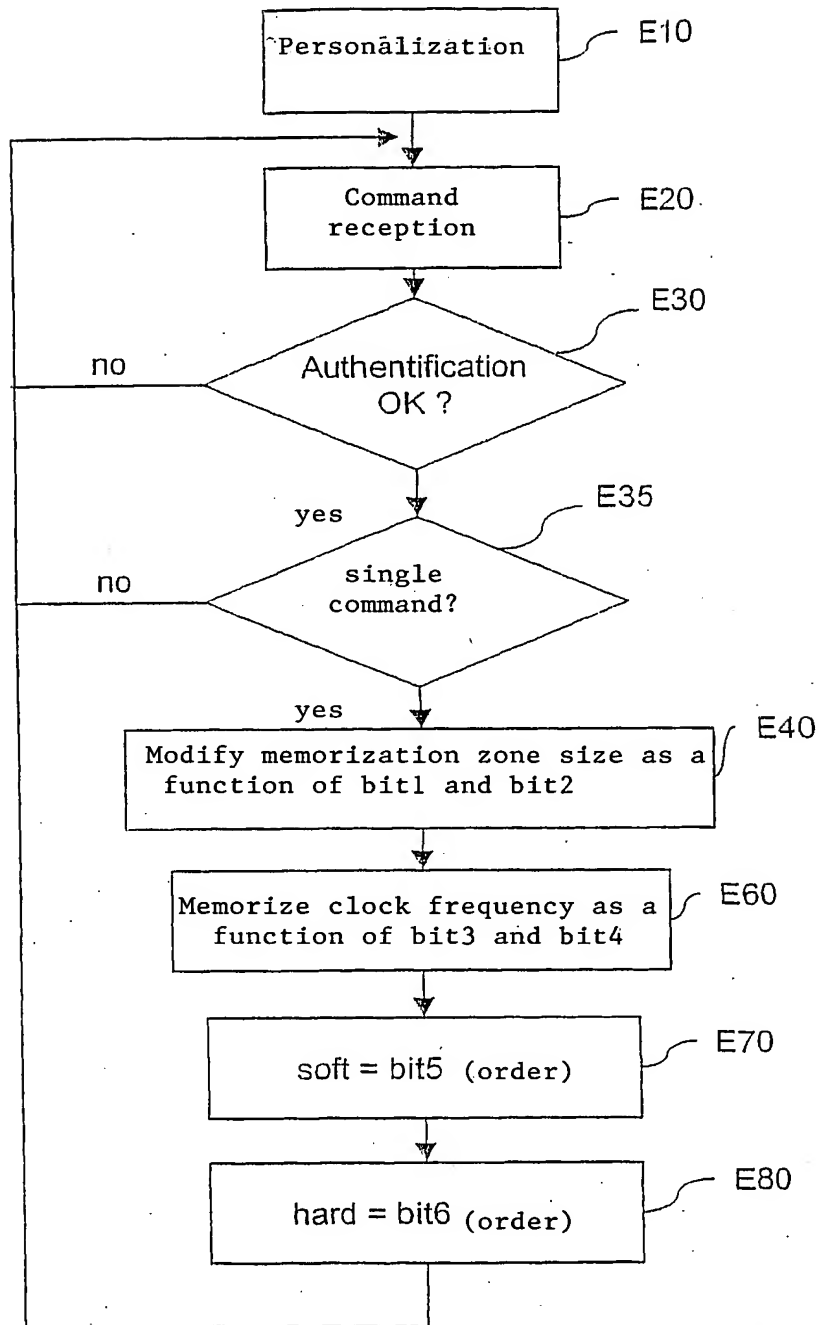 Personalization
E10
Command
reception
E20
Authentification
OK ?
E30
no
yes
single
command?
E35
no
yes
Modify memorization zone size as a
function of bit1 and bit2
E40
Memorize clock frequency as a
function of bit3 and bit4
E60
soft = bit5 (order)
E70
hard = bit6 (order)
E80